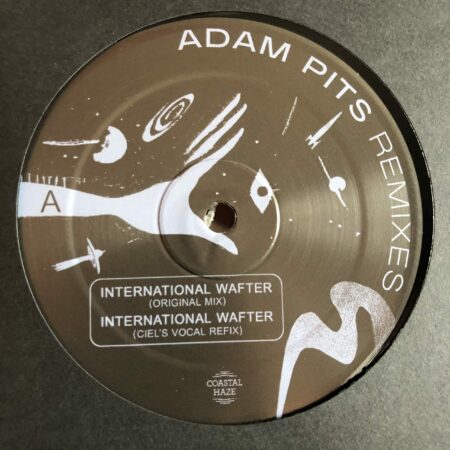 ADAM PITS REMIXES
A
INTERNATIONAL WAFTER
(ORIGINAL MIX)
INTERNATIONAL WAFTER
(CIEL'S VOCAL REFIX)
COASTAL
HAZE